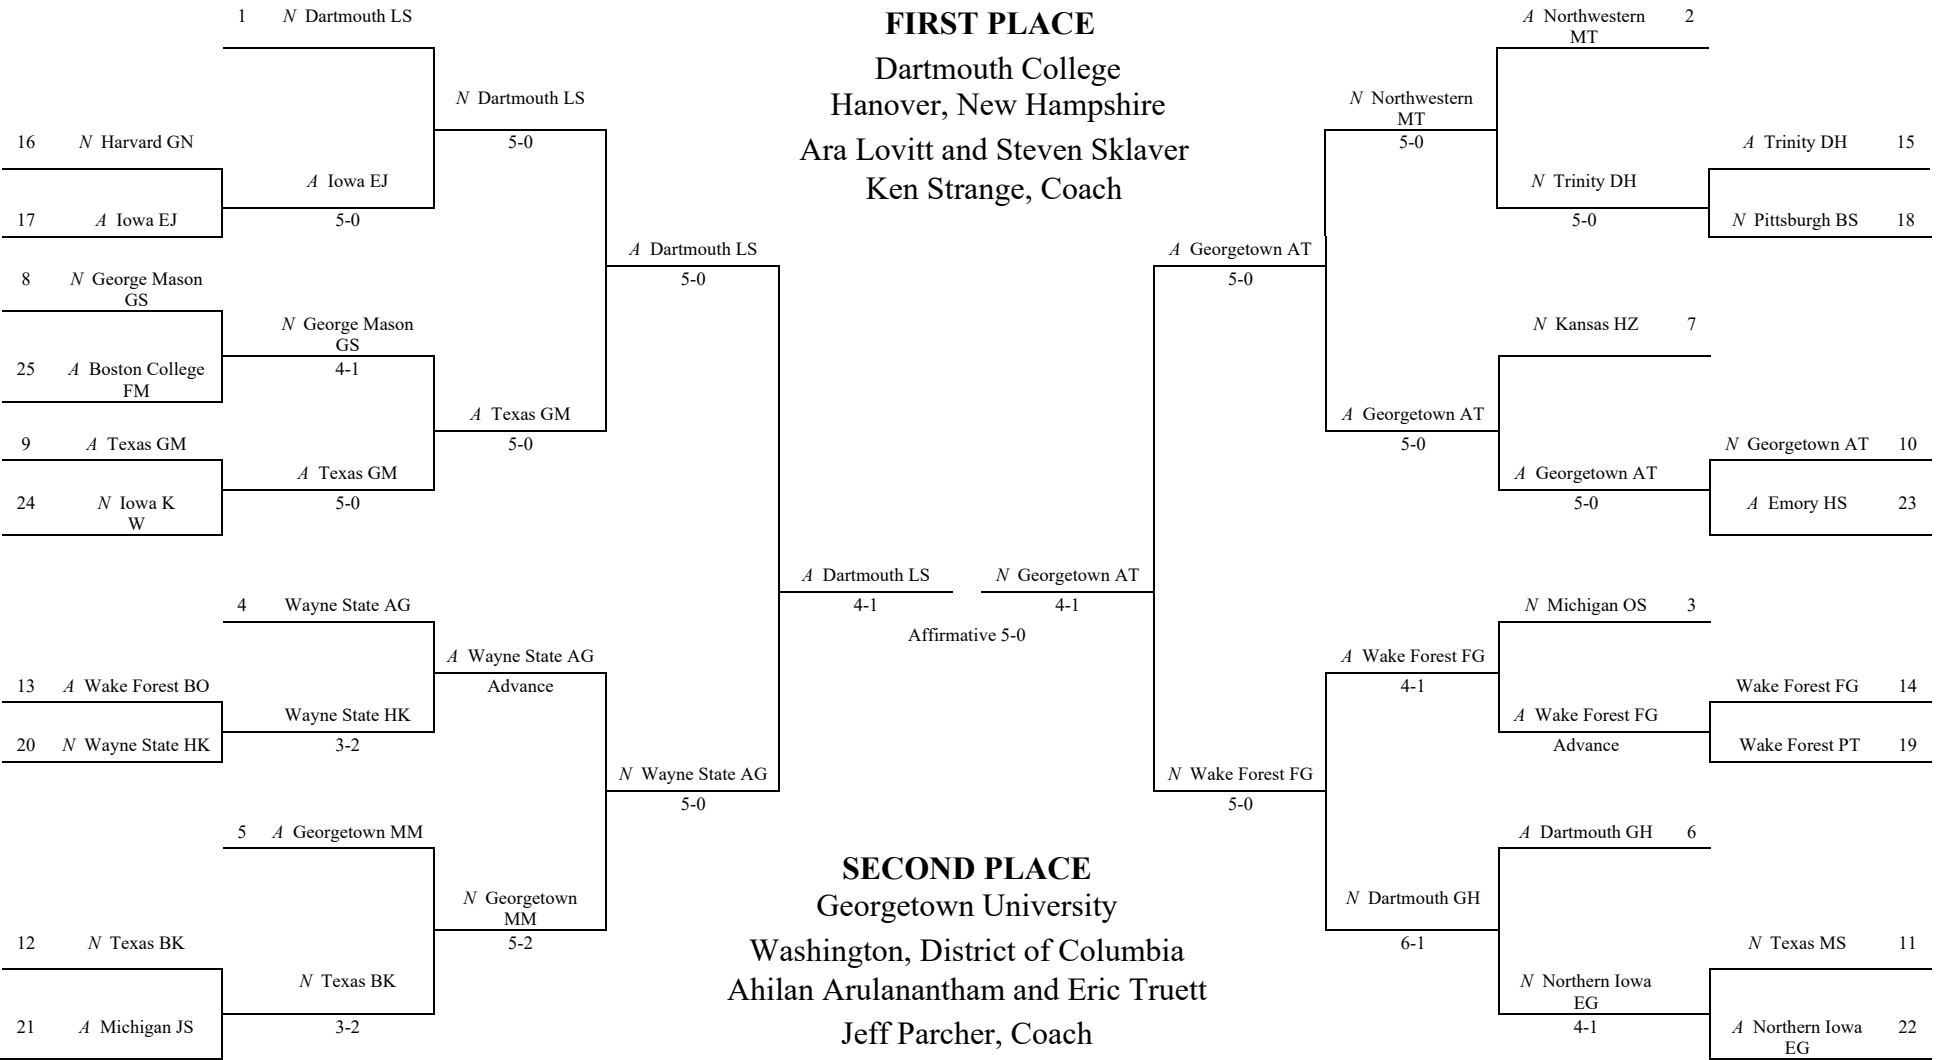 1 N Dartmouth LS
N Dartmouth LS
5-0
16 N Harvard GN
A Iowa EJ
5-0
17 A Iowa EJ
A Dartmouth LS
5-0
8 N George Mason
GS
N George Mason
GS
4-1
25 A Boston College
FM
A Texas GM
5-0
9 A Texas GM
A Texas GM
5-0
24 N Iowa K
W
A Dartmouth LS
4-1
4 Wayne State AG
A Wayne State AG
Advance
13 A Wake Forest BO
Wayne State HK
3-2
20 N Wayne State HK
N Wayne State AG
5-0
5 A Georgetown MM
N Georgetown
MM
5-2
12 N Texas BK
N Texas BK
3-2
21 A Michigan JS
FIRST PLACE
Dartmouth College
Hanover, New Hampshire
Ara Lovitt and Steven Sklaver
Ken Strange, Coach
Affirmative 5-0
SECOND PLACE
Georgetown University
Washington, District of Columbia
Ahilan Arulanantham and Eric Truett
Jeff Parcher, Coach
A Northwestern 2
MT
N Northwestern
MT
5-0
A Trinity DH 15
N Trinity DH
5-0
N Pittsburgh BS 18
A Georgetown AT
5-0
N Kansas HZ 7
A Georgetown AT
5-0
N Georgetown AT 10
A Georgetown AT
5-0
A Emory HS 23
N Georgetown AT
4-1
N Michigan OS 3
A Wake Forest FG
4-1
Wake Forest FG 14
A Wake Forest FG
Advance
Wake Forest PT 19
N Wake Forest FG
5-0
A Dartmouth GH 6
N Dartmouth GH
6-1
N Texas MS 11
N Northern Iowa
EG
4-1
A Northern Iowa 22
EG